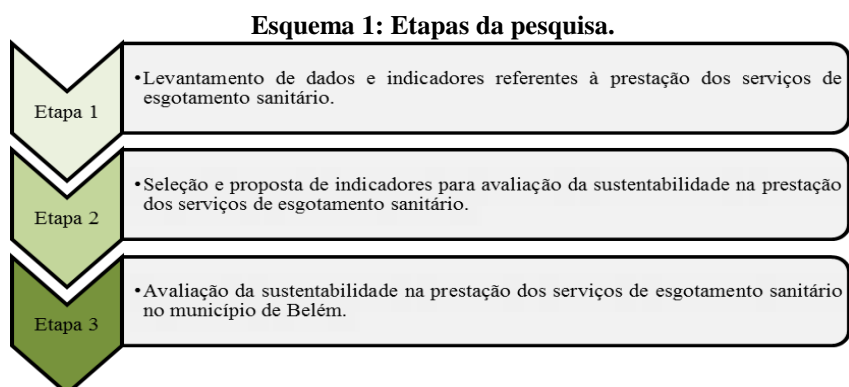 Esquema 1: Etapas da pesquisa.
Etapa 1
•Levantamento de dados e indicadores referentes à prestação dos serviços de
esgotamento sanitário.
Etapa 2
•Seleção e proposta de indicadores para avaliação da sustentabilidade na prestação
dos serviços de esgotamento sanitário.
Etapa 3
•Avaliação da sustentabilidade na prestação dos serviços de esgotamento sanitário
no município de Belém.